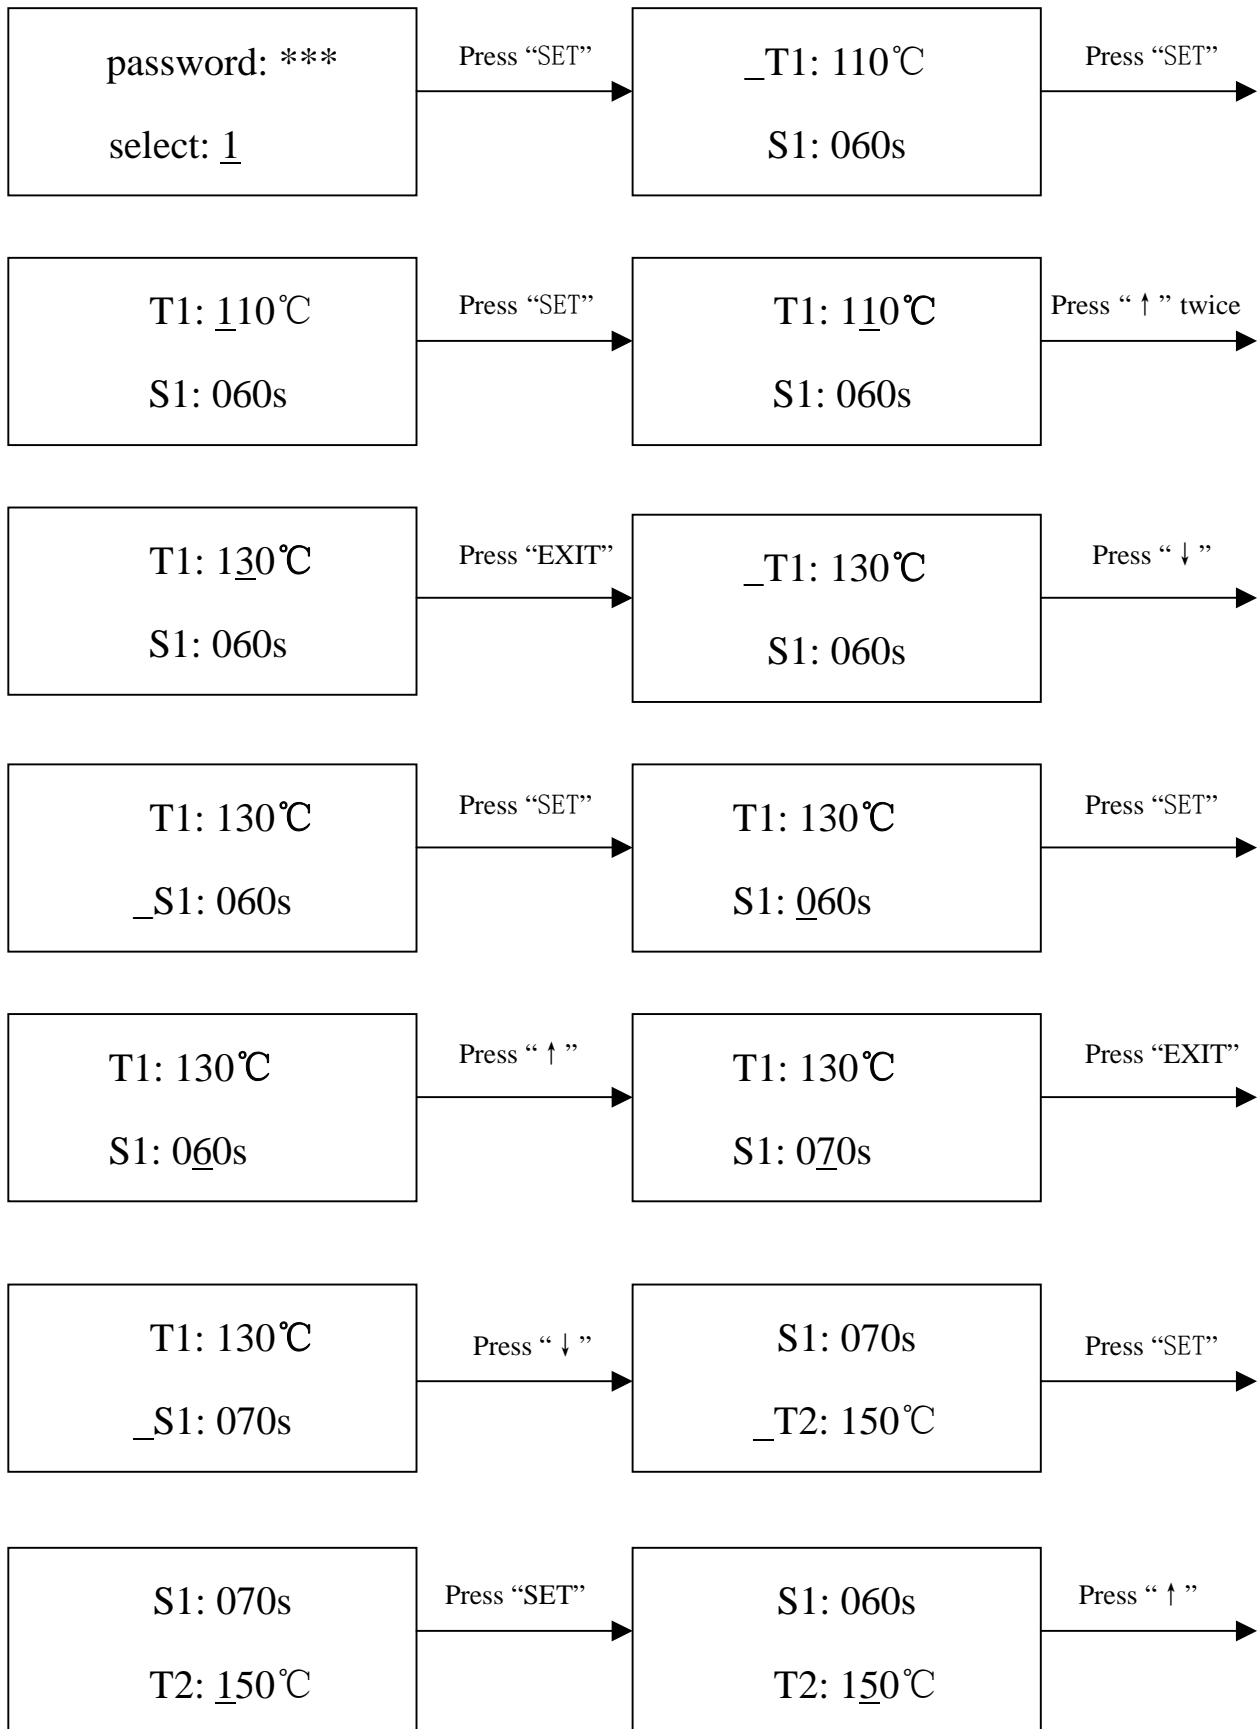 password: ***
select: 1
Press “SET”
_T1: 110℃
S1: 060s
Press “SET”
T1: 110℃
S1: 060s
Press “SET”
T1: 110℃
S1: 060s
Press “↑” twice
T1: 130℃
S1: 060s
Press “EXIT”
_T1: 130℃
S1: 060s
Press “↓”
T1: 130℃
_S1: 060s
Press “SET”
T1: 130℃
S1: 060s
Press “SET”
T1: 130℃
S1: 060s
Press “↑”
T1: 130℃
S1: 070s
Press “EXIT”
T1: 130℃
_S1: 070s
Press “↓”
S1: 070s
_T2: 150℃
Press “SET”
S1: 070s
T2: 150℃
Press “SET”
S1: 060s
T2: 150℃
Press “↑”